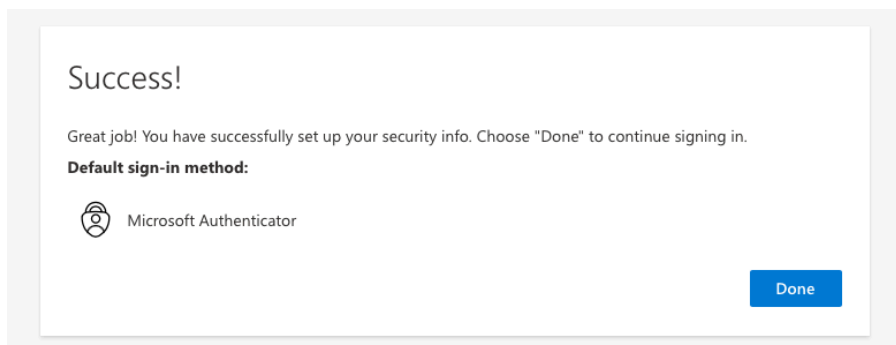 Success!
Great job! You have successfully set up your security info. Choose "Done" to continue signing in.
Default sign-in method:
Microsoft Authenticator
Done